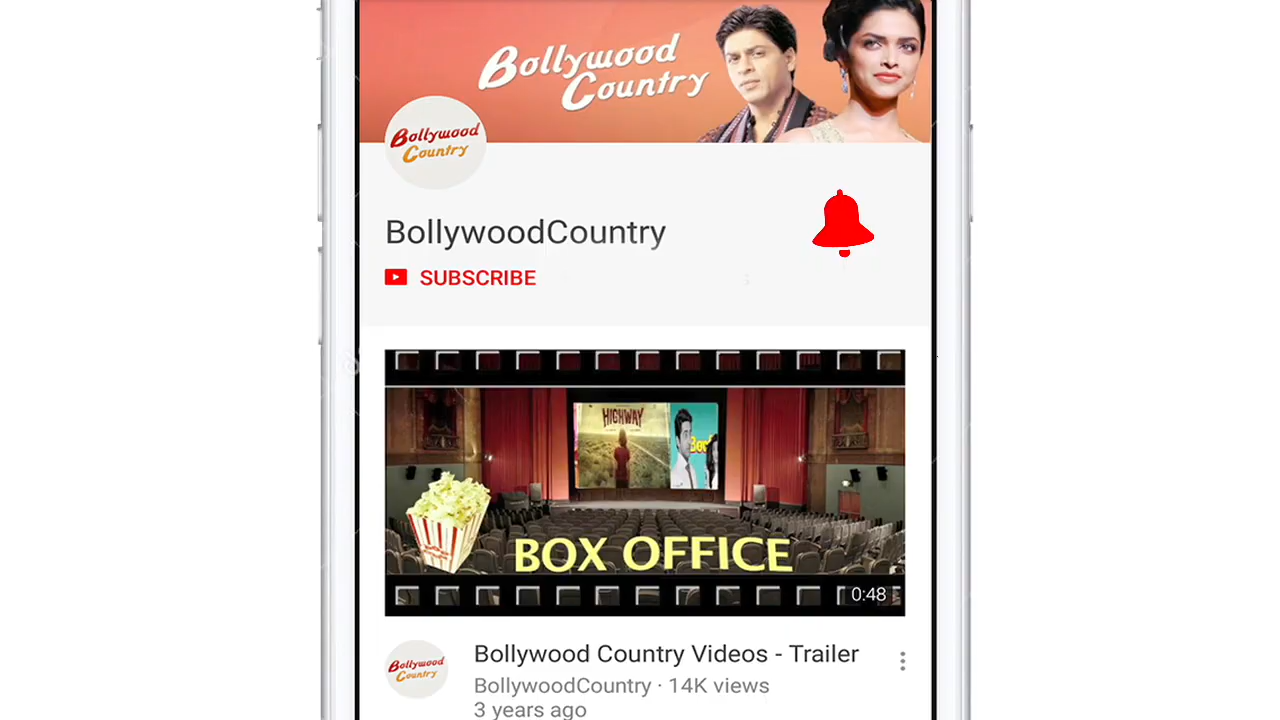 Bollywood
Country
Bollywood
Country
BollywoodCountry
SUBSCRIBE
HIGHWAY
BOX OFFICE
0:48
Bollywood
Country
Bollywood Country Videos - Trailer
BollywoodCountry · 14K views
3 years ago